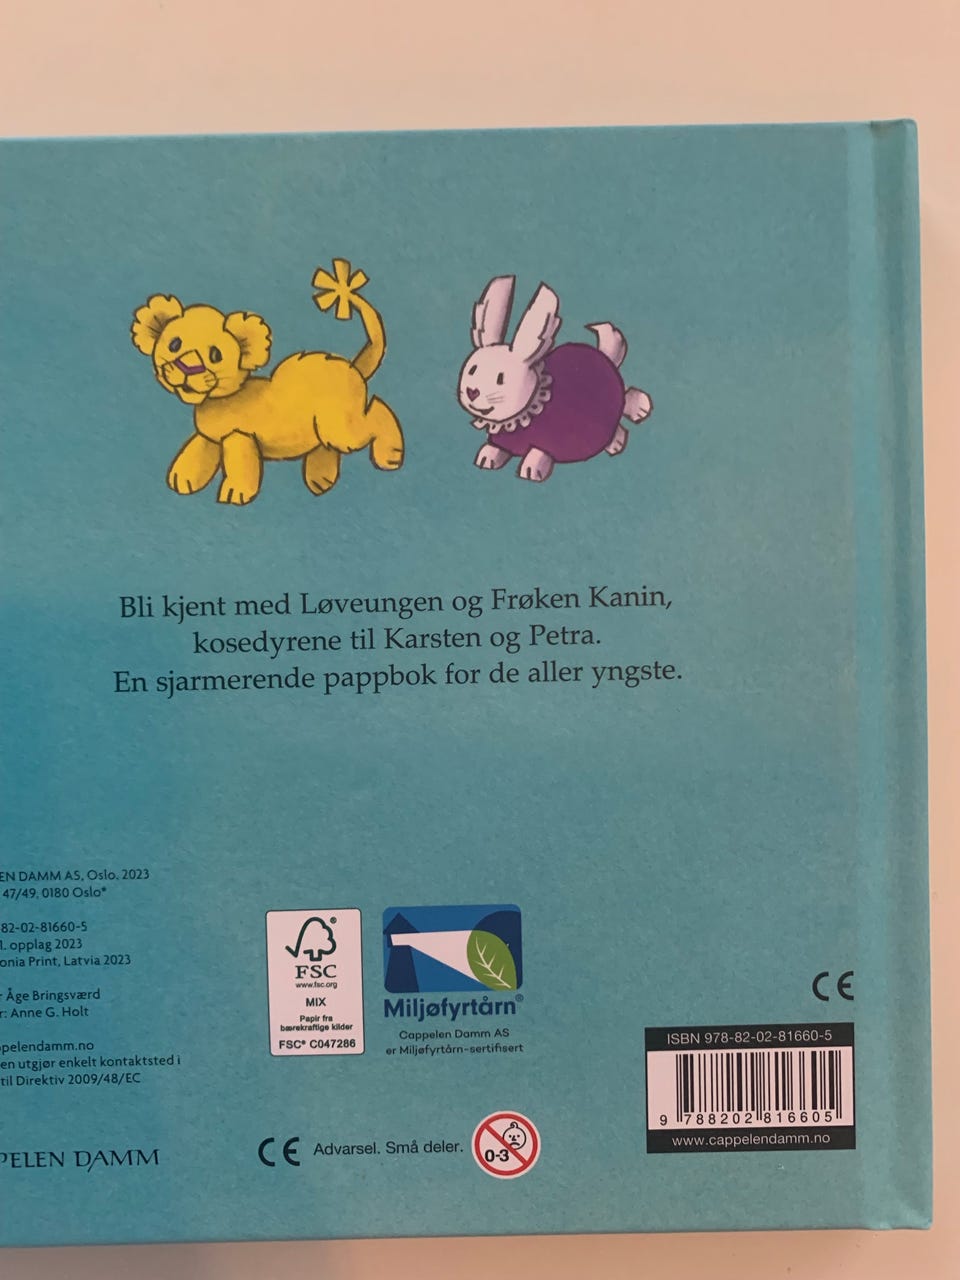 Bli kjent med Løveungen og Frøken Kanin,
kosedyrene til Karsten og Petra.
En sjarmerende pappbok for de aller yngste.
EN DAMM AS, Oslo, 2023
47/49, 0180 Oslo*
82-02-81660-5
1. opplag 2023
onia Print, Latvia 2023
r Åge Bringsværd
r: Anne G. Holt
ppelendamm.no
en utgjør enkelt kontaktsted i
til Direktiv 2009/48/EC
PELEN DAMM
FSC
www.fsc.org
MIX
Papir fra
bærekraftige kilder
FSC® C047286
Miljøfyrtårn®
Cappelen Damm AS
er Miljøfyrtårn-sertifisert
CE Advarsel. Små deler.
0-3
CE
ISBN 978-82-02-81660-5
9 788202 816605
www.cappelendamm.no